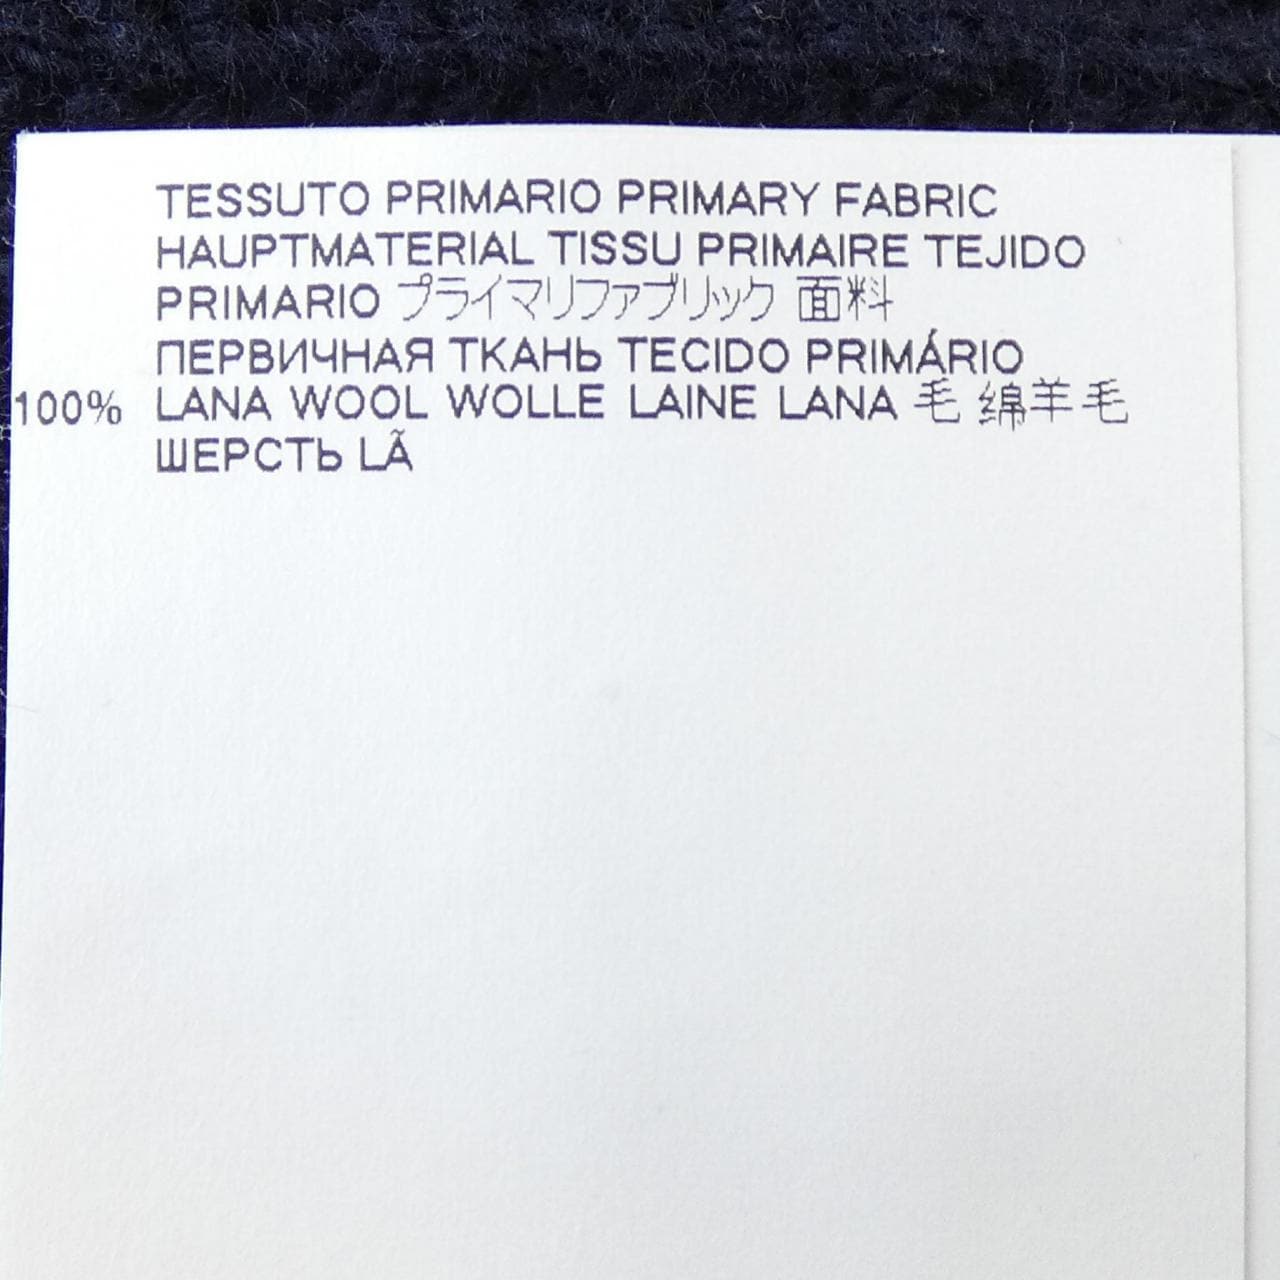 TESSUTO PRIMARIO PRIMARY FABRIC
HAUPTMATERIAL TISSU PRIMAIRE TEJIDO
PRIMARIO プライマリファブリック 面料
ПЕРВИЧНАЯ ТКАНЬ TECIDO PRIMÁRIO
100% LANA WOOL WOLLE LAINE LANA 毛 绵羊毛
ШЕРСТЬ LÃ